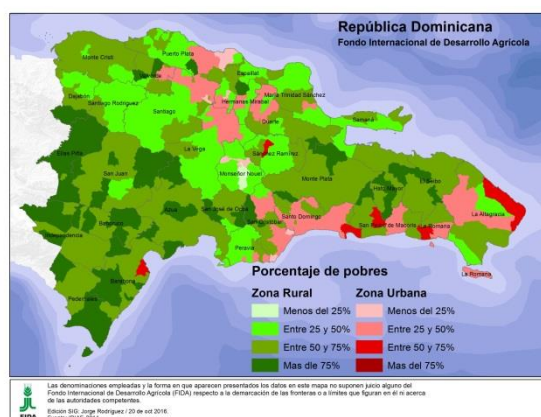 República Dominicana
Fondo Internacional de Desarrollo Agrícola
Monte Cristi
Puerto Plata
Espaillat
Dajabón
Santiago Rodríguez
María Trinidad Sánchez
Hermanas Mirabal
Santiago
Duarte
Samaná
La Vega
Sánchez Ramírez
Elías Piña
San Juan
Monseñor Nouel
Monte Plata
Hato Mayor
El Seibo
La Altagracia
Azua
San José de Ocoa
Santo Domingo
San Pedro de Macorís
La Romana
Independencia
Peravia
Barahona
Pedernales
La Romana
Porcentaje de pobres
Zona Rural
Zona Urbana
Menos del 25%
Menos del 25%
Entre 25 y 50%
Entre 25 y 50%
Entre 50 y 75%
Entre 50 y 75%
Mas dle 75%
Mas del 75%
Las denominaciones empleadas y la forma en que aparecen presentados los datos en este mapa no suponen juicio alguno del
Fondo Internacional de Desarrollo Agrícola (FIDA) respecto a la demarcación de las fronteras o a límites que figuran en él ni acerca
de las autoridades competentes.
Edición SIG: Jorge Rodríguez / 20 de oct 2016.
FIDA